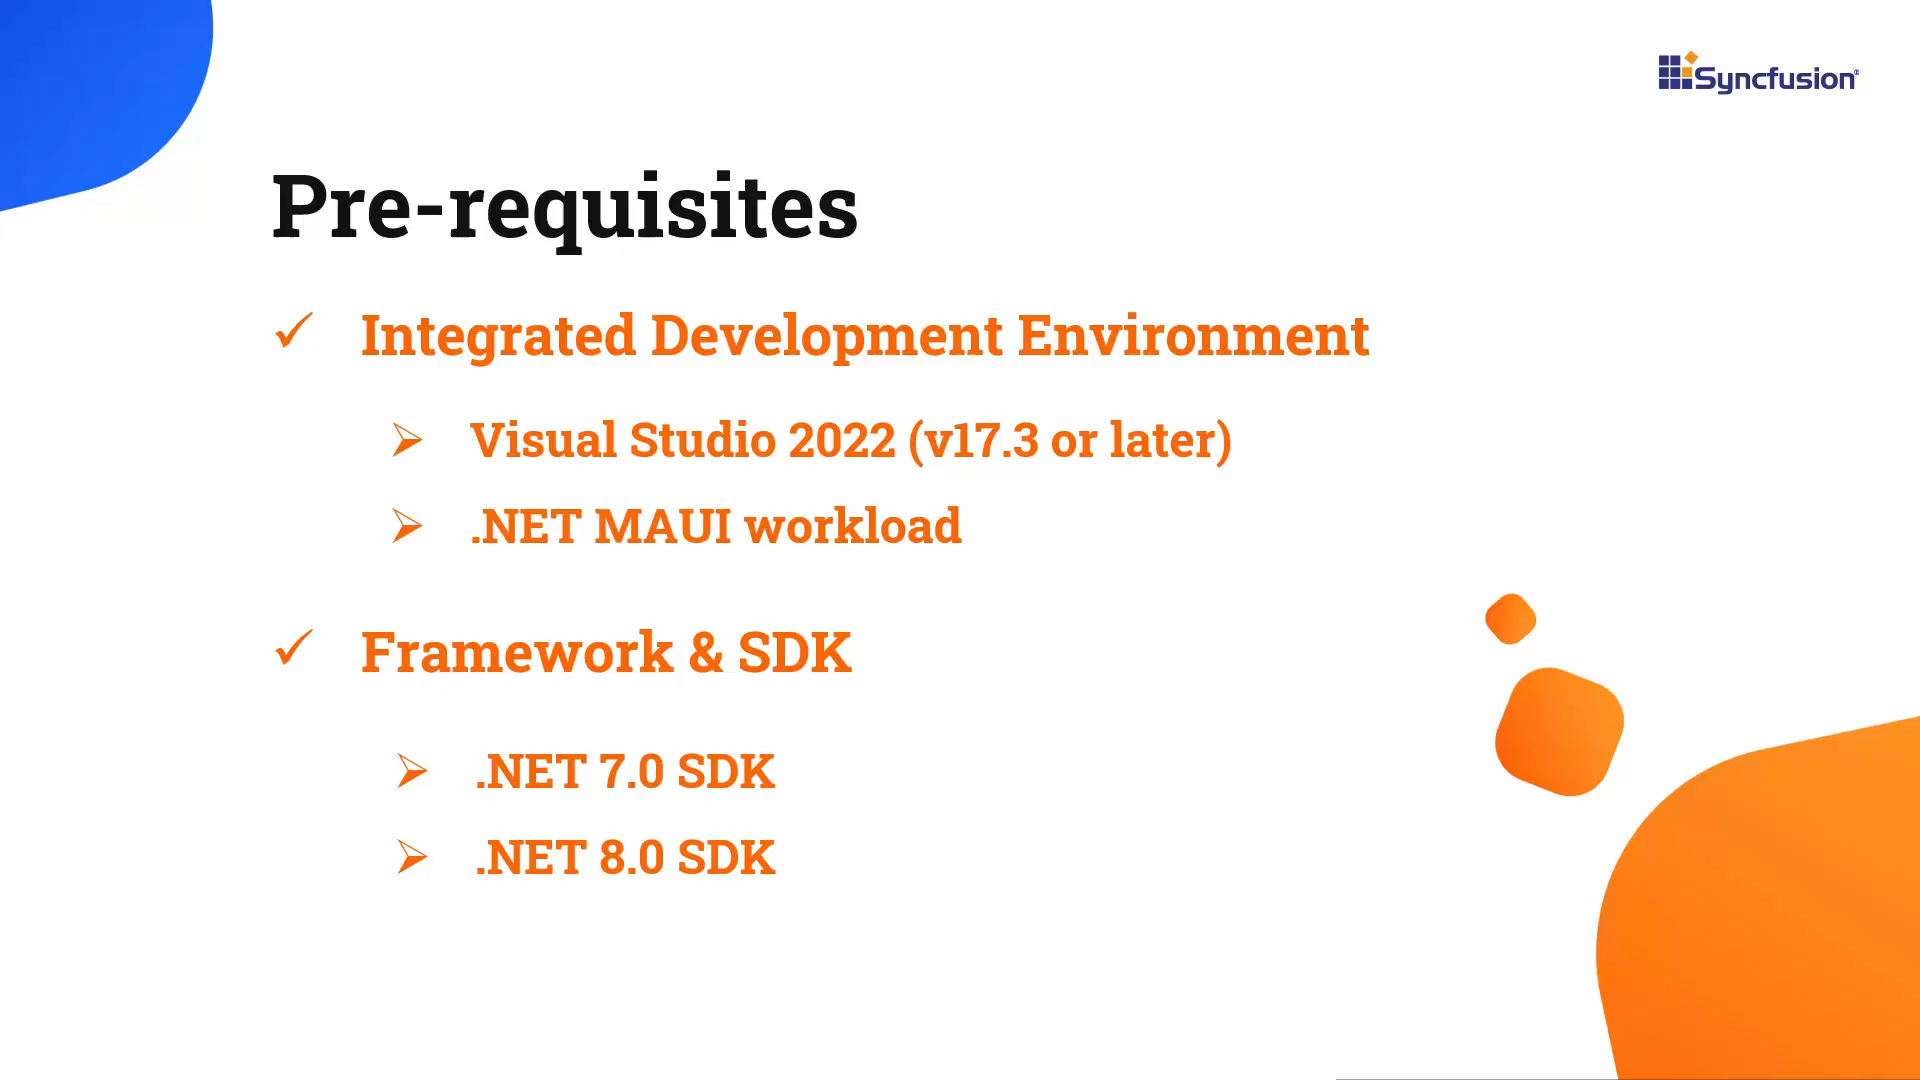 Syncfusion®
Pre-requisites
✓ Integrated Development Environment
➢ Visual Studio 2022 (v17.3 or later)
➢ .NET MAUI workload
✓ Framework & SDK
➢ .NET 7.0 SDK
➢ .NET 8.0 SDK